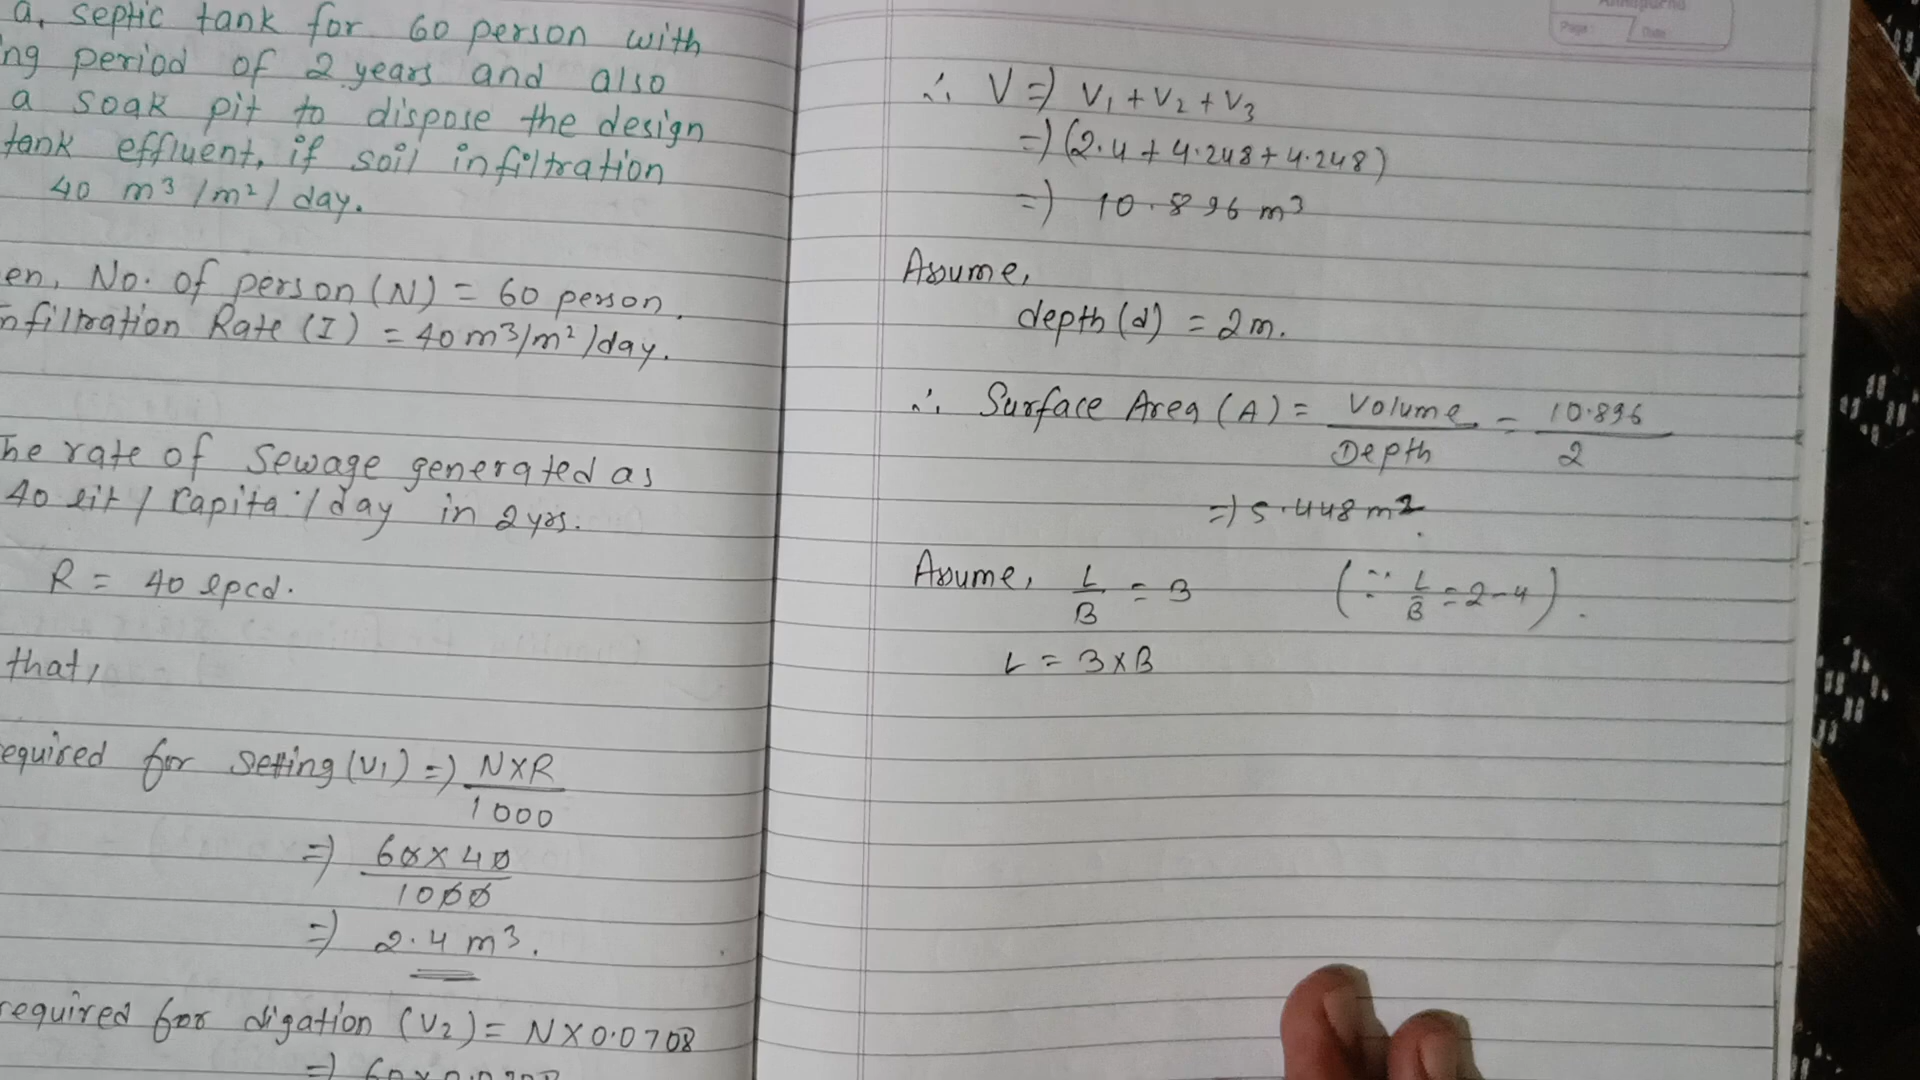 a septic tank for 60 person with
ng period of 2 years and also
a soak pit to dispose the design
tank effluent, if soil infiltration
40 m³/m²/day.
en, No. of person (N) = 60 person.
nfiltration Rate (I) = 40 m³/m²/day.
he rate of sewage generated as
40 lit/capita/day in 2 yrs.
R = 40 lpcd.
that,
equired for setting (V₁) => N×R
1000
=> 60×40
1000
=> 2.4 m³.
required for digation (V₂) = N×0.0708
Page: Date:
∴ V => V₁ + V₂ + V₃
=> (2.4 + 4.248 + 4.248)
=> 10.896 m³
Assume,
depth (d) = 2m.
∴ Surface Area (A) = Volume = 10.896
Depth 2
=> 5.448 m².
Assume, L/B = 3 (∵ L/B = 2-4).
L = 3×B